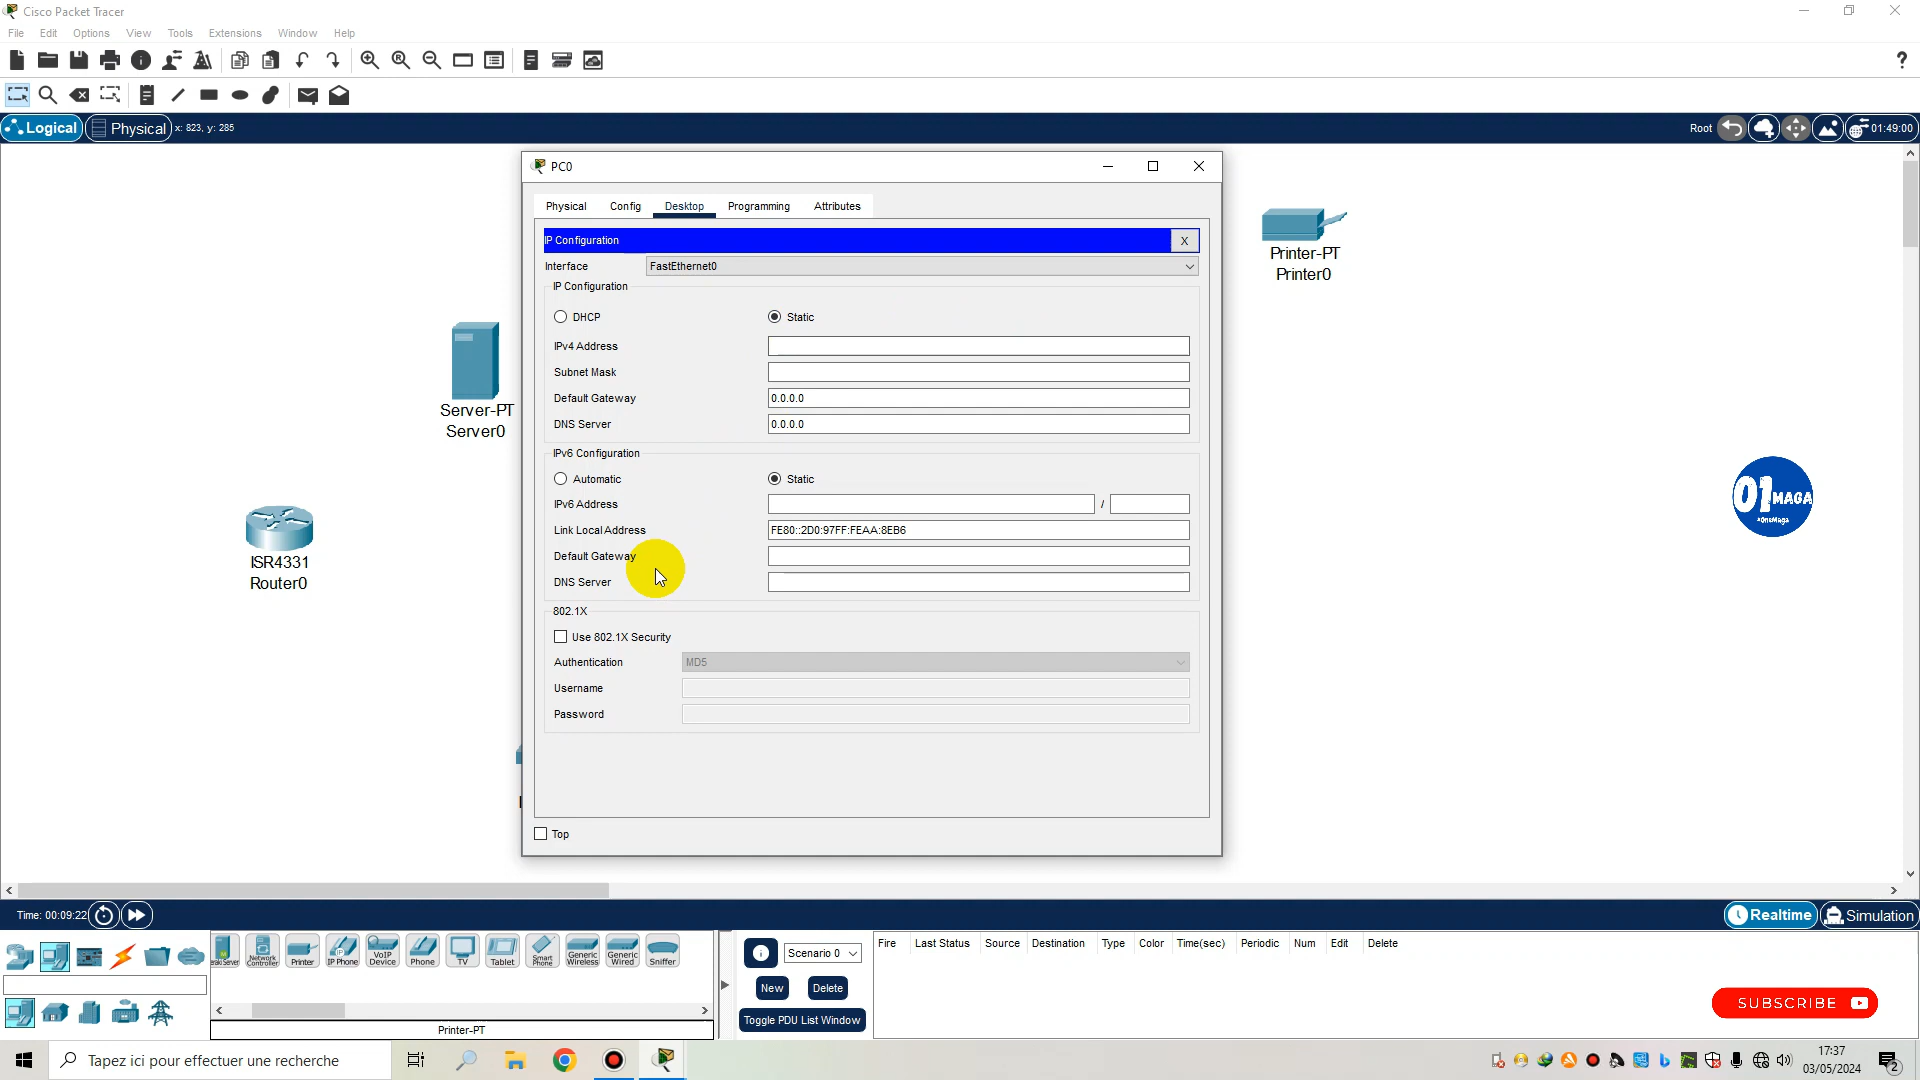 Cisco Packet Tracer
File Edit Options View Tools Extensions Window Help
Logical Physical x: 823, y: 285 Root 01:49:00
PC0
Physical Config Desktop Programming Attributes
IP Configuration X
Interface FastEthernet0
IP Configuration
DHCP Static
IPv4 Address
Subnet Mask
Default Gateway 0.0.0.0
DNS Server 0.0.0.0
IPv6 Configuration
Automatic Static
IPv6 Address /
Link Local Address FE80::2D0:97FF:FEAA:8EB6
Default Gateway
DNS Server
802.1X
Use 802.1X Security
Authentication MD5
Username
Password
Top
Printer-PT
Printer0
Server-PT
Server0
ISR4331
Router0
01 MAGA
Time: 00:09:22 Realtime Simulation
Network Controller
Printer
IP Phone
VoIP Device
Phone
TV
Tablet
Smart Phone
Generic Wireless
Generic Wired
Sniffer
Printer-PT
Scenario 0
New Delete
Toggle PDU List Window
Fire Last Status Source Destination Type Color Time(sec) Periodic Num Edit Delete
SUBSCRIBE
Tapez ici pour effectuer une recherche
17:37
03/05/2024
2